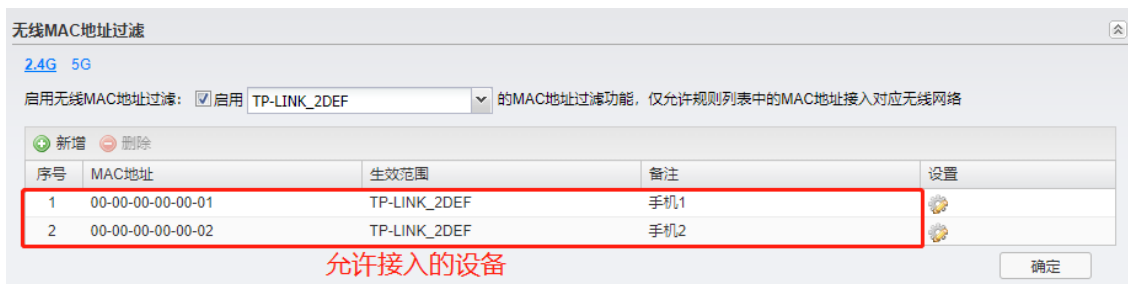 无线MAC地址过滤
2.4G 5G
启用无线MAC地址过滤： 启用 TP-LINK_2DEF 的MAC地址过滤功能，仅允许规则列表中的MAC地址接入对应无线网络
新增 删除
序号 MAC地址 生效范围 备注 设置
1 00-00-00-00-00-01 TP-LINK_2DEF 手机1
2 00-00-00-00-00-02 TP-LINK_2DEF 手机2
允许接入的设备
确定